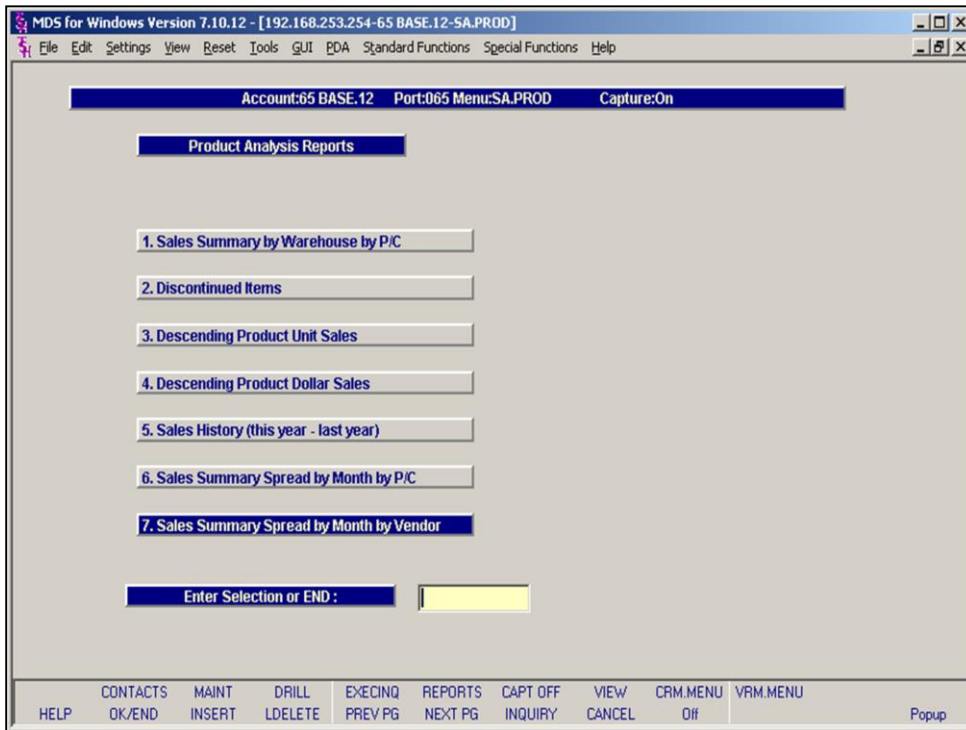 MDS for Windows Version 7.10.12 - [192.168.253.254-65 BASE.12-SA.PROD]
File Edit Settings View Reset Tools GUI PDA Standard Functions Special Functions Help
Account:65 BASE.12 Port:065 Menu:SA.PROD Capture:On
Product Analysis Reports
1. Sales Summary by Warehouse by P/C
2. Discontinued Items
3. Descending Product Unit Sales
4. Descending Product Dollar Sales
5. Sales History (this year - last year)
6. Sales Summary Spread by Month by P/C
7. Sales Summary Spread by Month by Vendor
Enter Selection or END :
CONTACTS MAINT DRILL EXECINQ REPORTS CAPT OFF VIEW CRM.MENU VRM.MENU
HELP OK/END INSERT LDELETE PREV PG NEXT PG INQUIRY CANCEL Off Popup